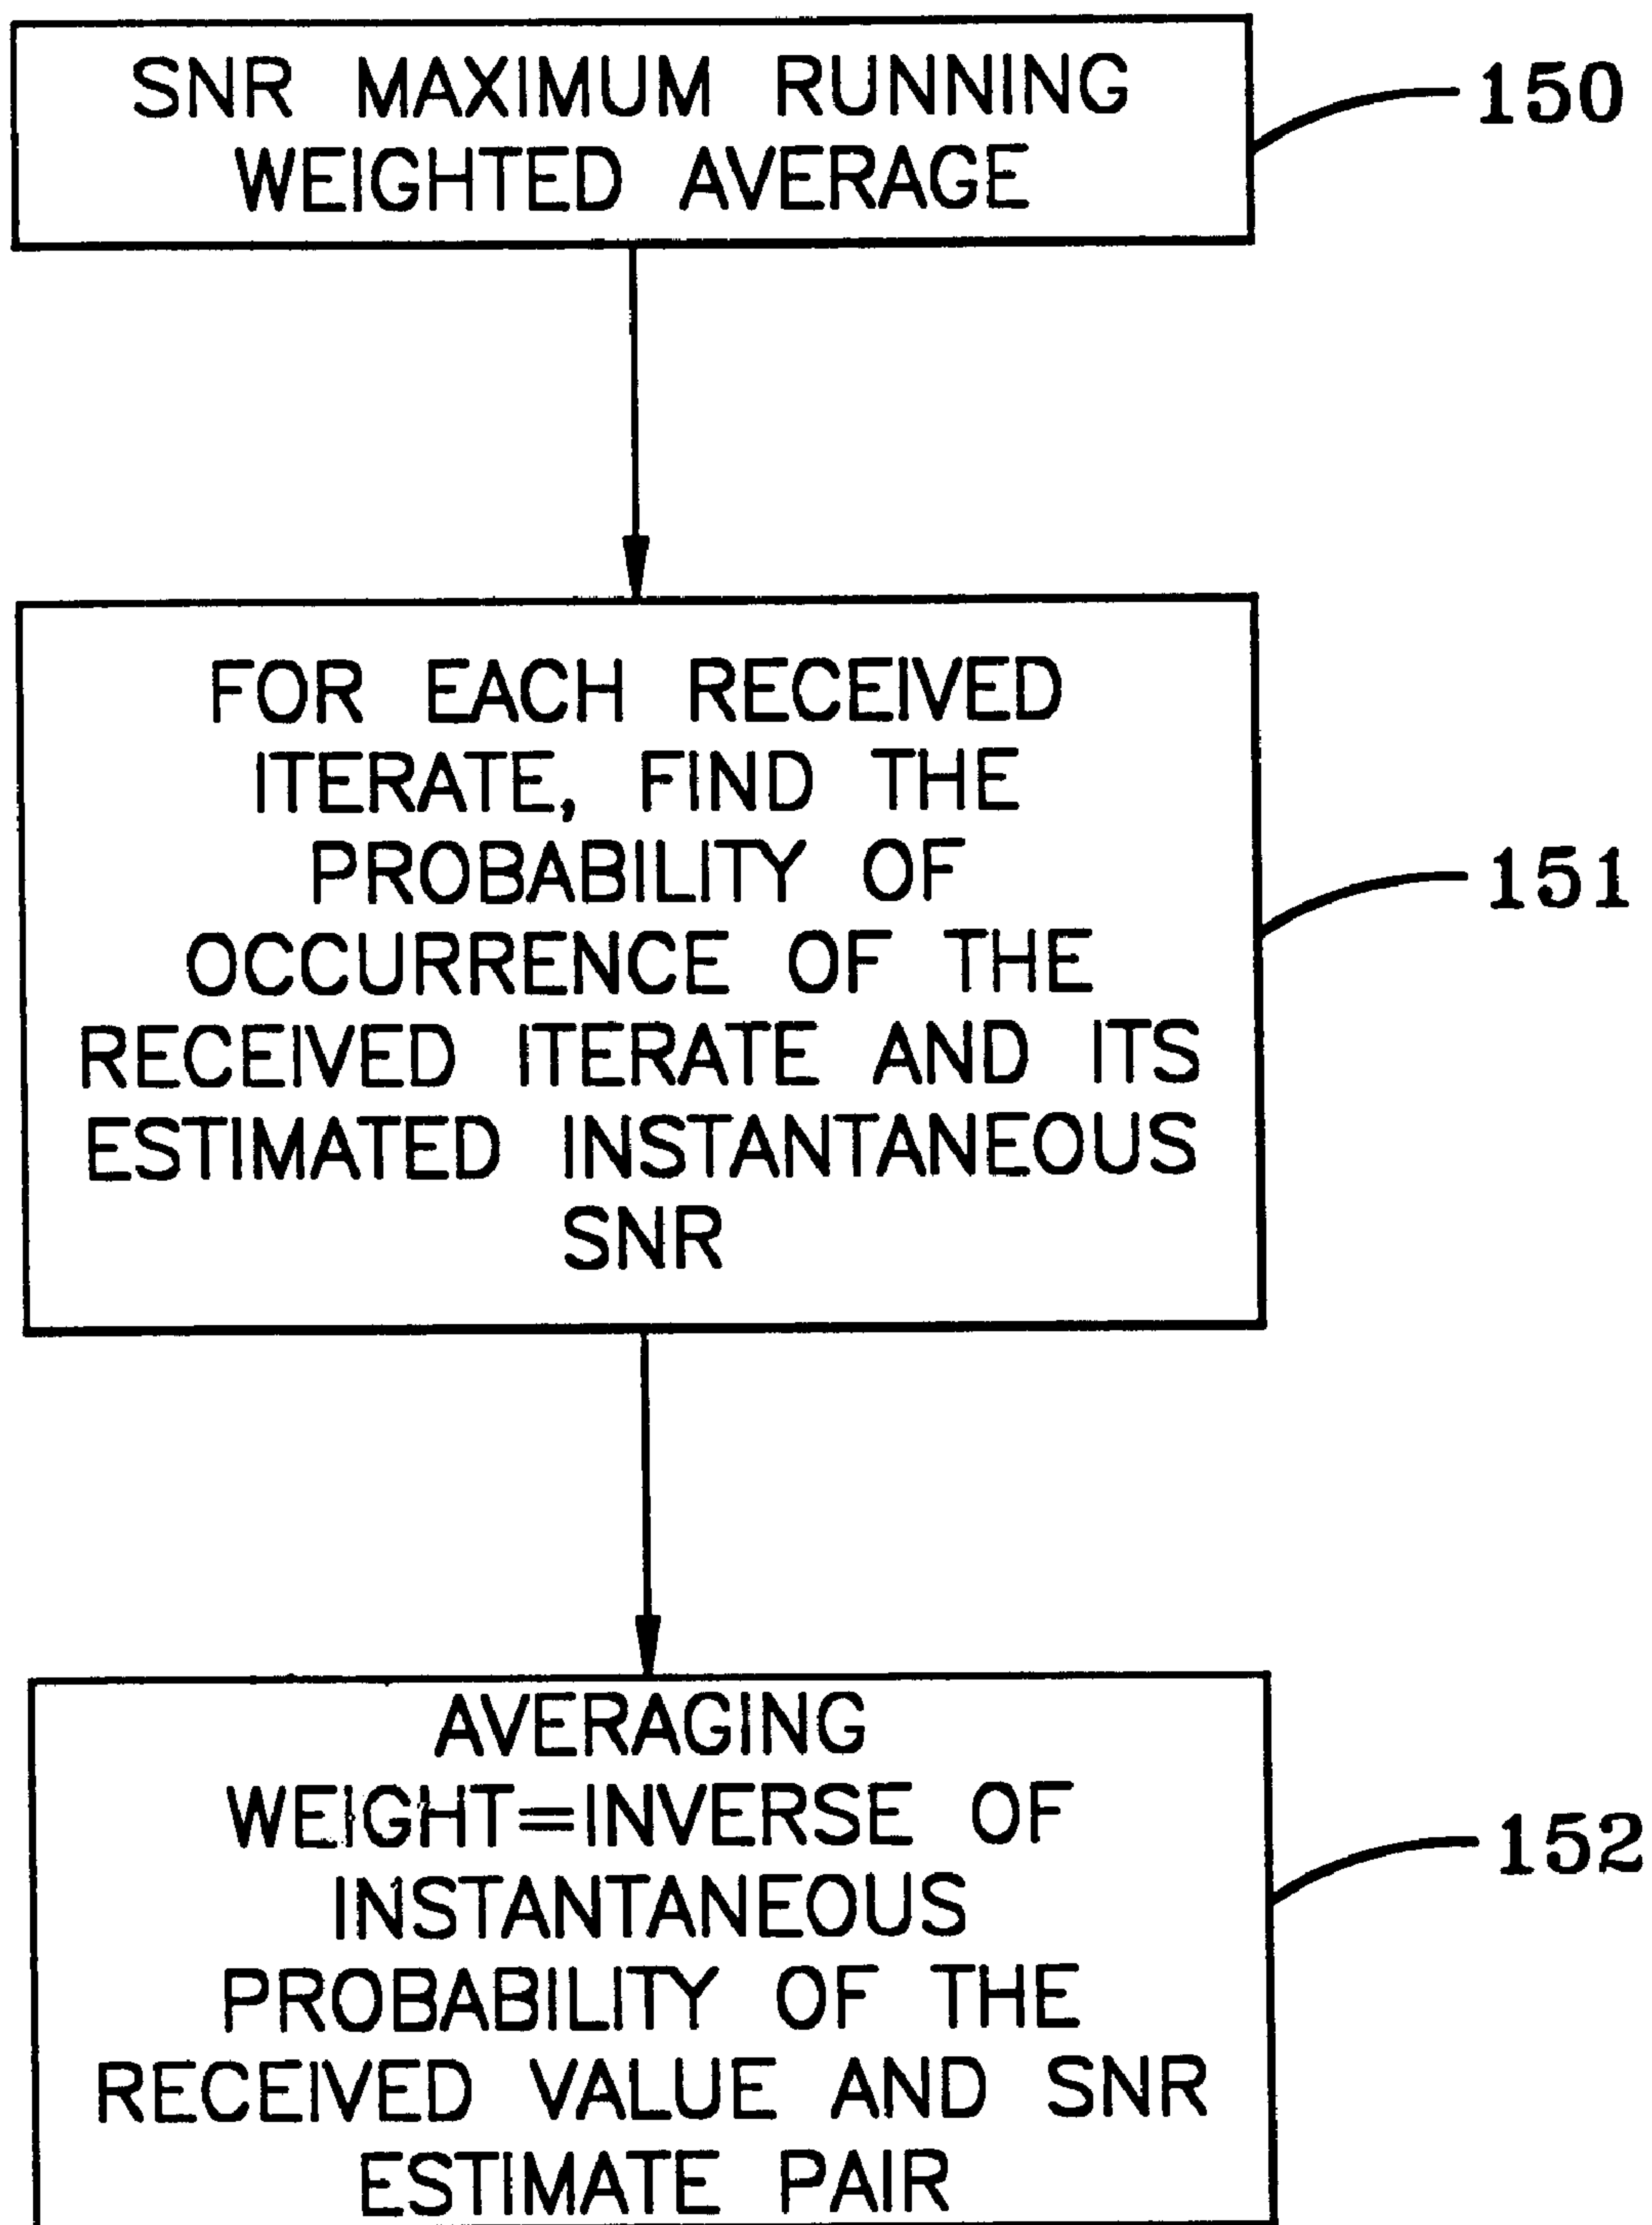 SNR MAXIMUM RUNNING
WEIGHTED AVERAGE
150
FOR EACH RECEIVED
ITERATE, FIND THE
PROBABILITY OF
OCCURRENCE OF THE
RECEIVED ITERATE AND ITS
ESTIMATED INSTANTANEOUS
SNR
151
AVERAGING
WEIGHT=INVERSE OF
INSTANTANEOUS
PROBABILITY OF THE
RECEIVED VALUE AND SNR
ESTIMATE PAIR
152